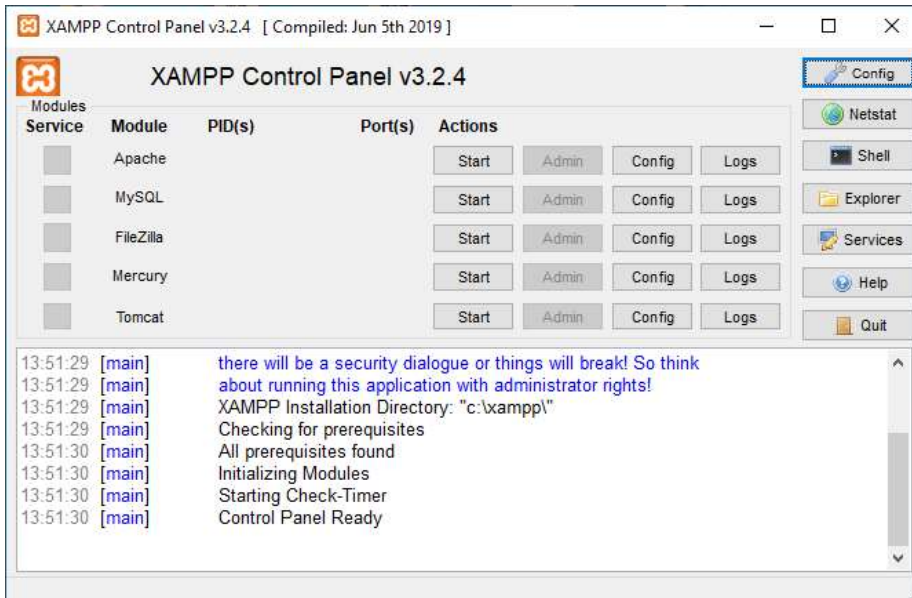 XAMPP Control Panel v3.2.4 [ Compiled: Jun 5th 2019 ]
XAMPP Control Panel v3.2.4
Config
Modules
Service Module PID(s) Port(s) Actions
Netstat
Apache Start Admin Config Logs
Shell
MySQL Start Admin Config Logs
Explorer
FileZilla Start Admin Config Logs
Services
Mercury Start Admin Config Logs
Help
Tomcat Start Admin Config Logs
Quit
13:51:29 [main] there will be a security dialogue or things will break! So think
13:51:29 [main] about running this application with administrator rights!
13:51:29 [main] XAMPP Installation Directory: "c:\xampp\"
13:51:29 [main] Checking for prerequisites
13:51:30 [main] All prerequisites found
13:51:30 [main] Initializing Modules
13:51:30 [main] Starting Check-Timer
13:51:30 [main] Control Panel Ready